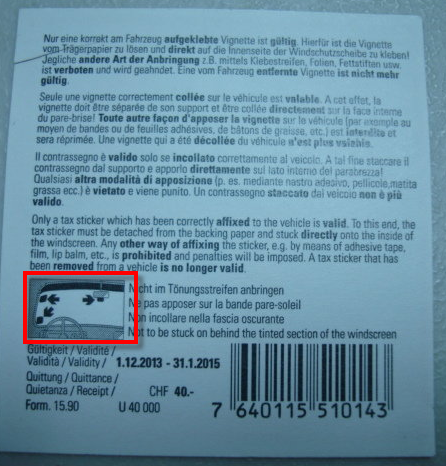 Nur eine korrekt am Fahrzeug aufgeklebte Vignette ist gültig. Hierfür ist die Vignette
vom Trägerpapier zu lösen und direkt auf die Innenseite der Windschutzscheibe zu kleben!
Jegliche andere Art der Anbringung z.B. mittels Klebestreifen, Folien, Fettstiften usw.
ist verboten und wird geahndet. Eine vom Fahrzeug entfernte Vignette ist nicht mehr
gültig.
Seule une vignette correctement collée sur le véhicule est valable. A cet effet, la
vignette doit être séparée de son support et être collée directement sur la face interne
du pare-brise! Toute autre façon d'apposer la vignette sur le véhicule (par exemple au
moyen de bandes ou de feuilles adhésives, de bâtons de graisse, etc.) est interdite et
sera réprimée. Une vignette qui a été décollée du véhicule n'est plus valable.
Il contrassegno è valido solo se incollato correttamente al veicolo. A tal fine staccare il
contrassegno dal supporto e apporlo direttamente sul lato interno del parabrezza!
Qualsiasi altra modalità di apposizione (p. es. mediante nastro adesivo, pellicole, matita
grassa ecc.) è vietato e viene punito. Un contrassegno staccato dal veicolo non è più
valido.
Only a tax sticker which has been correctly affixed to the vehicle is valid. To this end, the
tax sticker must be detached from the backing paper and stuck directly onto the inside of
the windscreen. Any other way of affixing the sticker, e.g. by means of adhesive tape,
film, lip balm, etc., is prohibited and penalties will be imposed. A tax sticker that has
been removed from a vehicle is no longer valid.
Nicht im Tönungsstreifen anbringen
Ne pas apposer sur la bande pare-soleil
Non incollare nella fascia oscurante
Not to be stuck on behind the tinted section of the windscreen
Gültigkeit / Validité /
Validità / Validity / 1.12.2013 - 31.1.2015
Quittung / Quittance /
Quietanza / Receipt / CHF 40.-
Form. 15.90 U 40 000
7 640115 510143